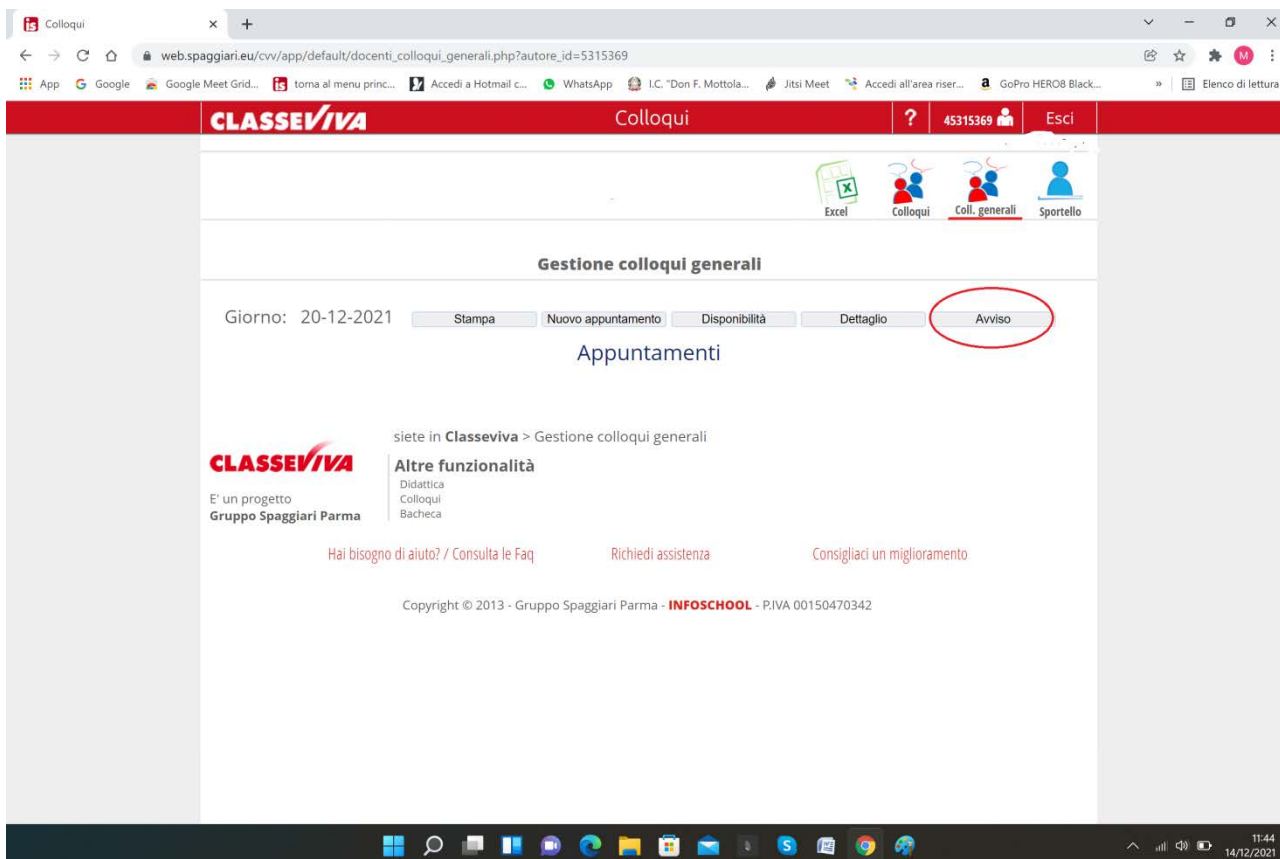 Colloqui
web.spaggiari.eu/cvv/app/default/docenti_colloqui_generali.php?autore_id=5315369
M
App Google Google Meet Grid... torna al menu princ... Accedi a Hotmail c... WhatsApp I.C. "Don F. Mottola... Jitsi Meet Accedi all'area riser... GoPro HERO8 Black... » Elenco di lettura
CLASSEVIVA Colloqui ? 45315369 Esci
Excel Colloqui Coll. generali Sportello
Gestione colloqui generali
Giorno: 20-12-2021 Stampa Nuovo appuntamento Disponibilità Dettaglio Avviso
Appuntamenti
siete in Classeviva > Gestione colloqui generali
CLASSEVIVA
E' un progetto
Gruppo Spaggiari Parma
Altre funzionalità
Didattica
Colloqui
Bacheca
Hai bisogno di aiuto? / Consulta le Faq Richiedi assistenza Consigliaci un miglioramento
Copyright © 2013 - Gruppo Spaggiari Parma - INFOSCHOOL - P.IVA 00150470342
11:44
14/12/2021